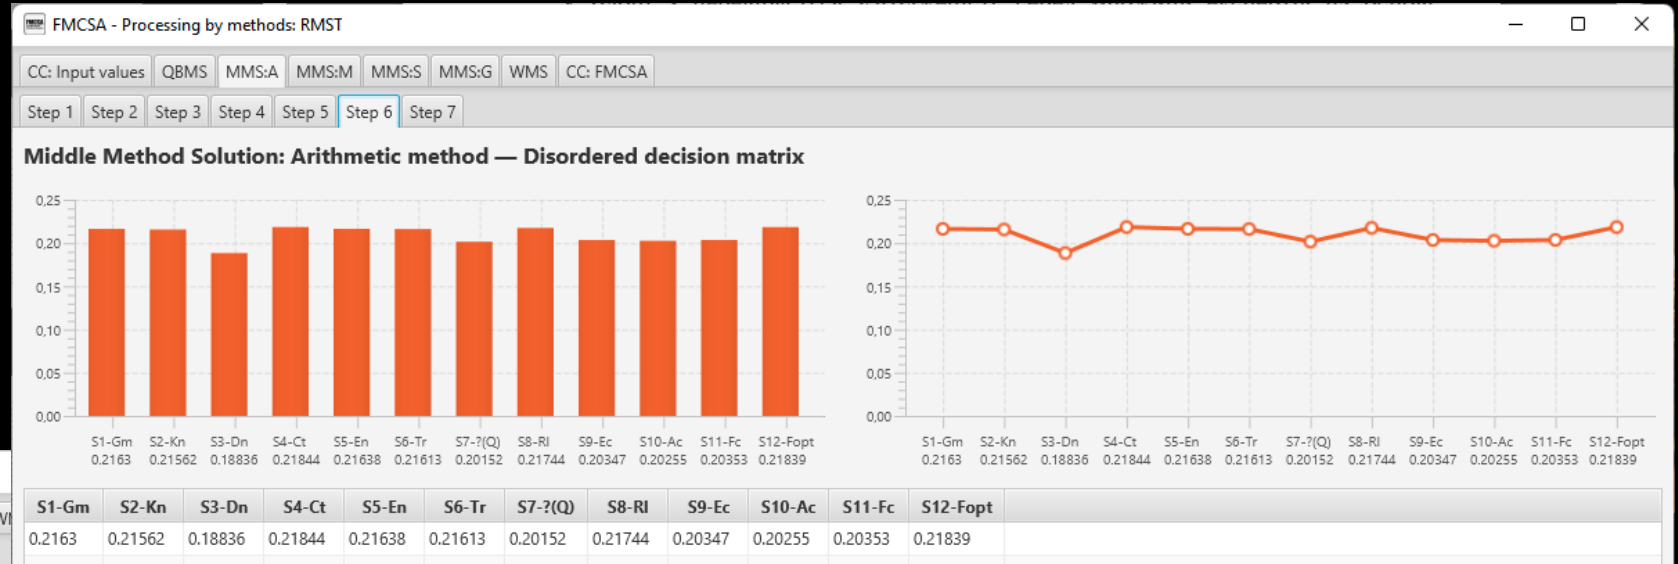 FMCSA - Processing by methods: RMST
CC: Input values QBMS MMS:A MMS:M MMS:S MMS:G WMS CC: FMCSA
Step 1 Step 2 Step 3 Step 4 Step 5 Step 6 Step 7
Middle Method Solution: Arithmetic method — Disordered decision matrix
0,25
0,20
0,15
0,10
0,05
0,00
S1-Gm S2-Kn S3-Dn S4-Ct S5-En S6-Tr S7-?(Q) S8-RI S9-Ec S10-Ac S11-Fc S12-Fopt
0.2163 0.21562 0.18836 0.21844 0.21638 0.21613 0.20152 0.21744 0.20347 0.20255 0.20353 0.21839
0,25
0,20
0,15
0,10
0,05
0,00
S1-Gm S2-Kn S3-Dn S4-Ct S5-En S6-Tr S7-?(Q) S8-RI S9-Ec S10-Ac S11-Fc S12-Fopt
0.2163 0.21562 0.18836 0.21844 0.21638 0.21613 0.20152 0.21744 0.20347 0.20255 0.20353 0.21839
S1-Gm S2-Kn S3-Dn S4-Ct S5-En S6-Tr S7-?(Q) S8-RI S9-Ec S10-Ac S11-Fc S12-Fopt
0.2163 0.21562 0.18836 0.21844 0.21638 0.21613 0.20152 0.21744 0.20347 0.20255 0.20353 0.21839